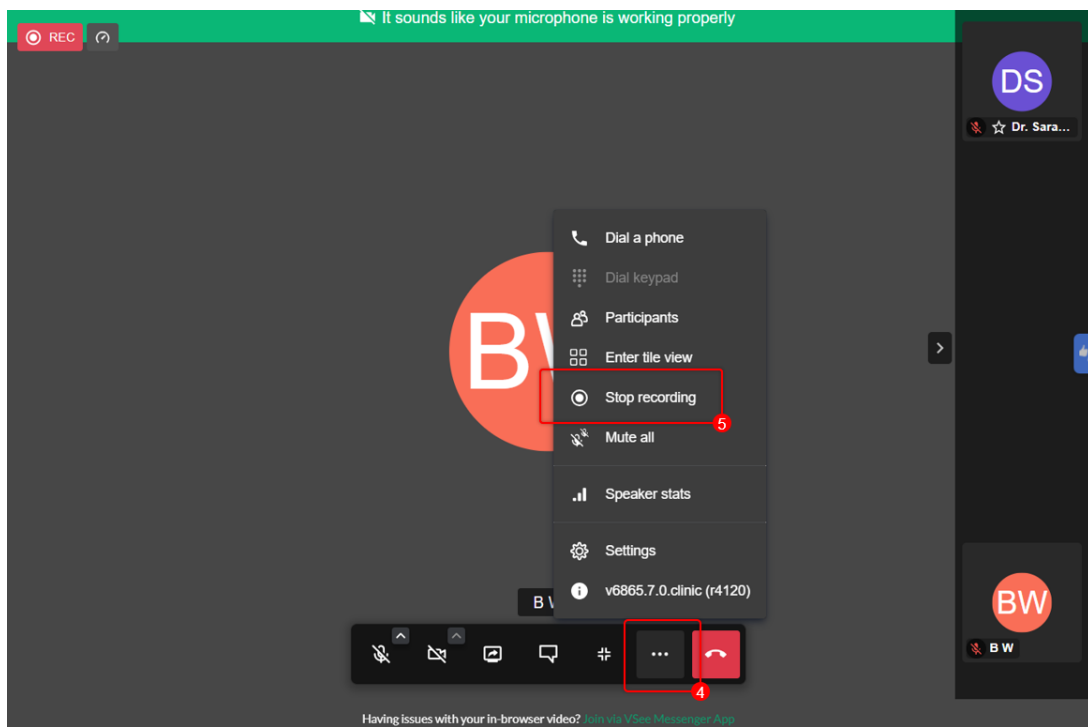 It sounds like your microphone is working properly
REC
DS
Dr. Sara...
Dial a phone
Dial keypad
Participants
Enter tile view
Stop recording
5
Mute all
Speaker stats
Settings
v6865.7.0.clinic (r4120)
BW
B W
BW
B W
4
Having issues with your in-browser video? Join via VSee Messenger App